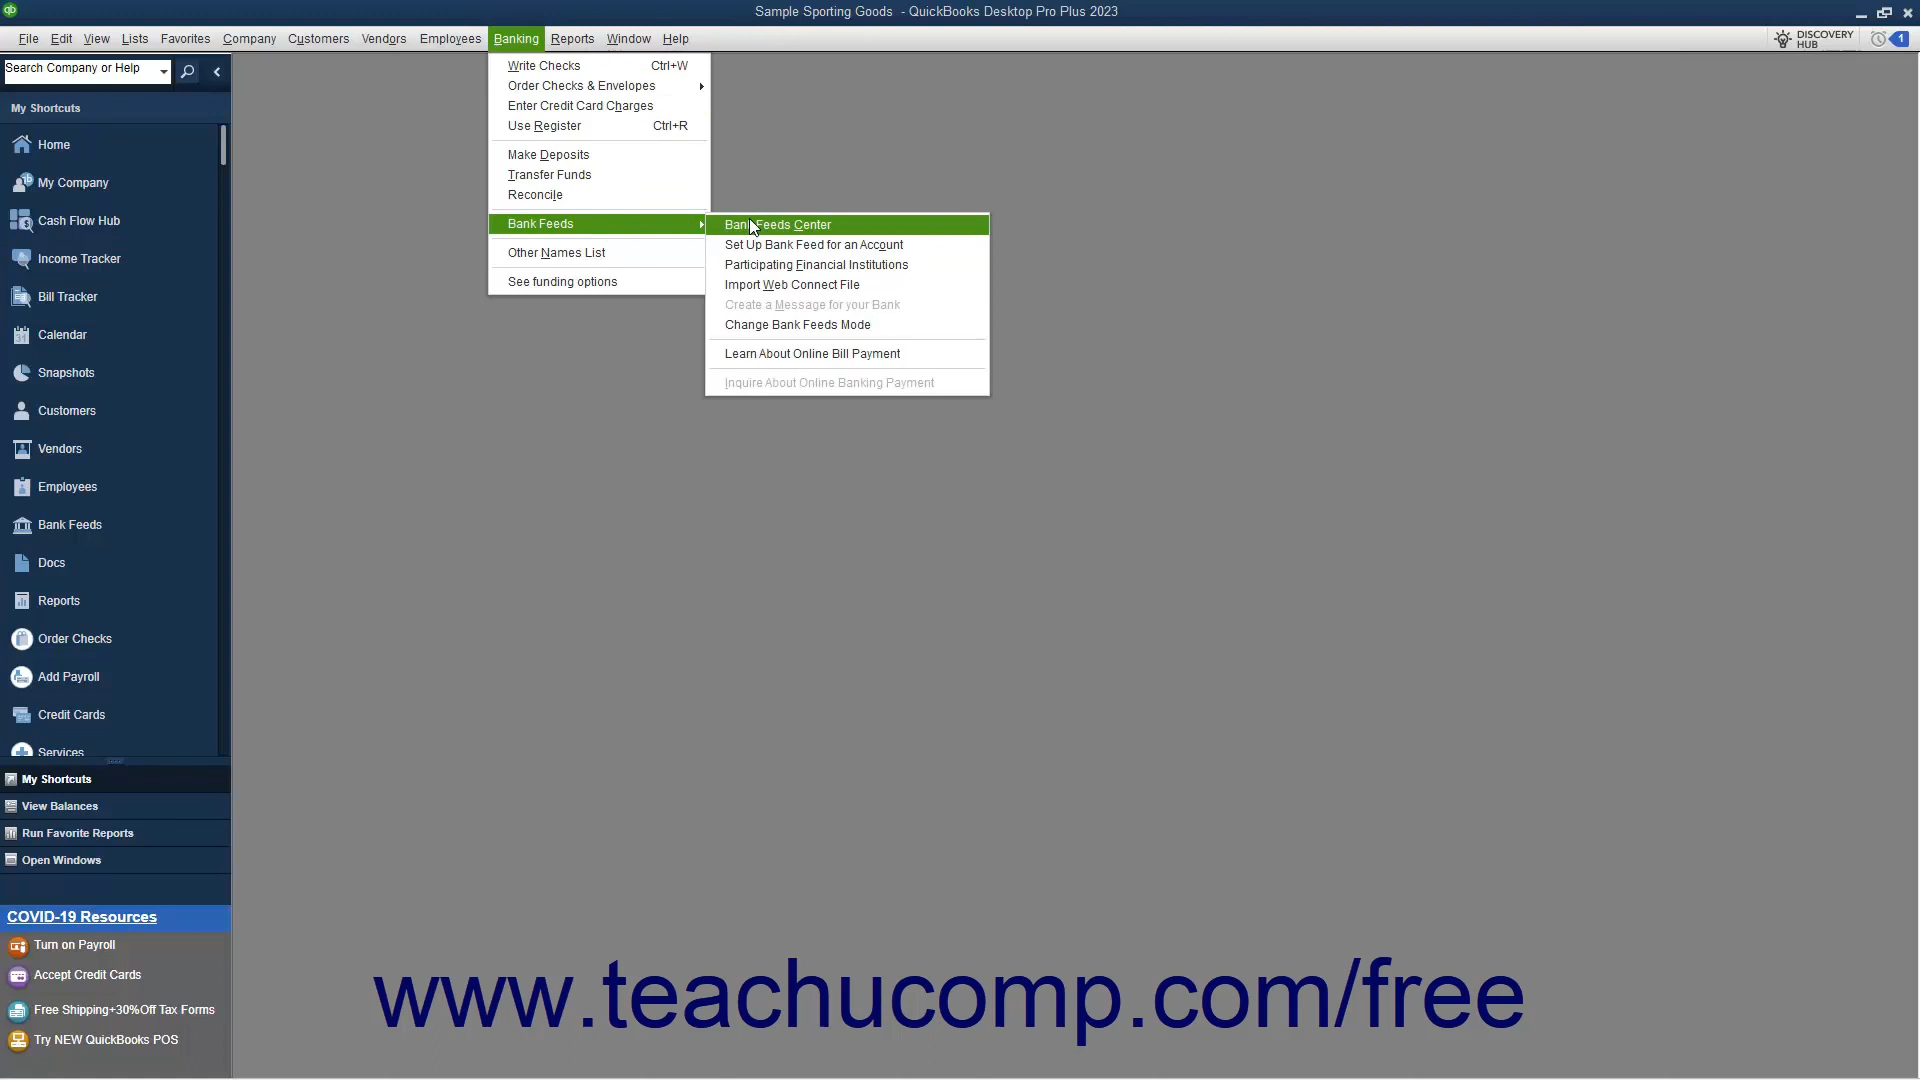 Sample Sporting Goods - QuickBooks Desktop Pro Plus 2023
File Edit View Lists Favorites Company Customers Vendors Employees Banking Reports Window Help
DISCOVERY HUB
1
Search Company or Help
My Shortcuts
Home
My Company
Cash Flow Hub
Income Tracker
Bill Tracker
Calendar
Snapshots
Customers
Vendors
Employees
Bank Feeds
Docs
Reports
Order Checks
Add Payroll
Credit Cards
Services
My Shortcuts
View Balances
Run Favorite Reports
Open Windows
COVID-19 Resources
Turn on Payroll
Accept Credit Cards
Free Shipping+30%Off Tax Forms
Try NEW QuickBooks POS
Write Checks Ctrl+W
Order Checks & Envelopes
Enter Credit Card Charges
Use Register Ctrl+R
Make Deposits
Transfer Funds
Reconcile
Bank Feeds
Other Names List
See funding options
Bank Feeds Center
Set Up Bank Feed for an Account
Participating Financial Institutions
Import Web Connect File
Create a Message for your Bank
Change Bank Feeds Mode
Learn About Online Bill Payment
Inquire About Online Banking Payment
www.teachucomp.com/free